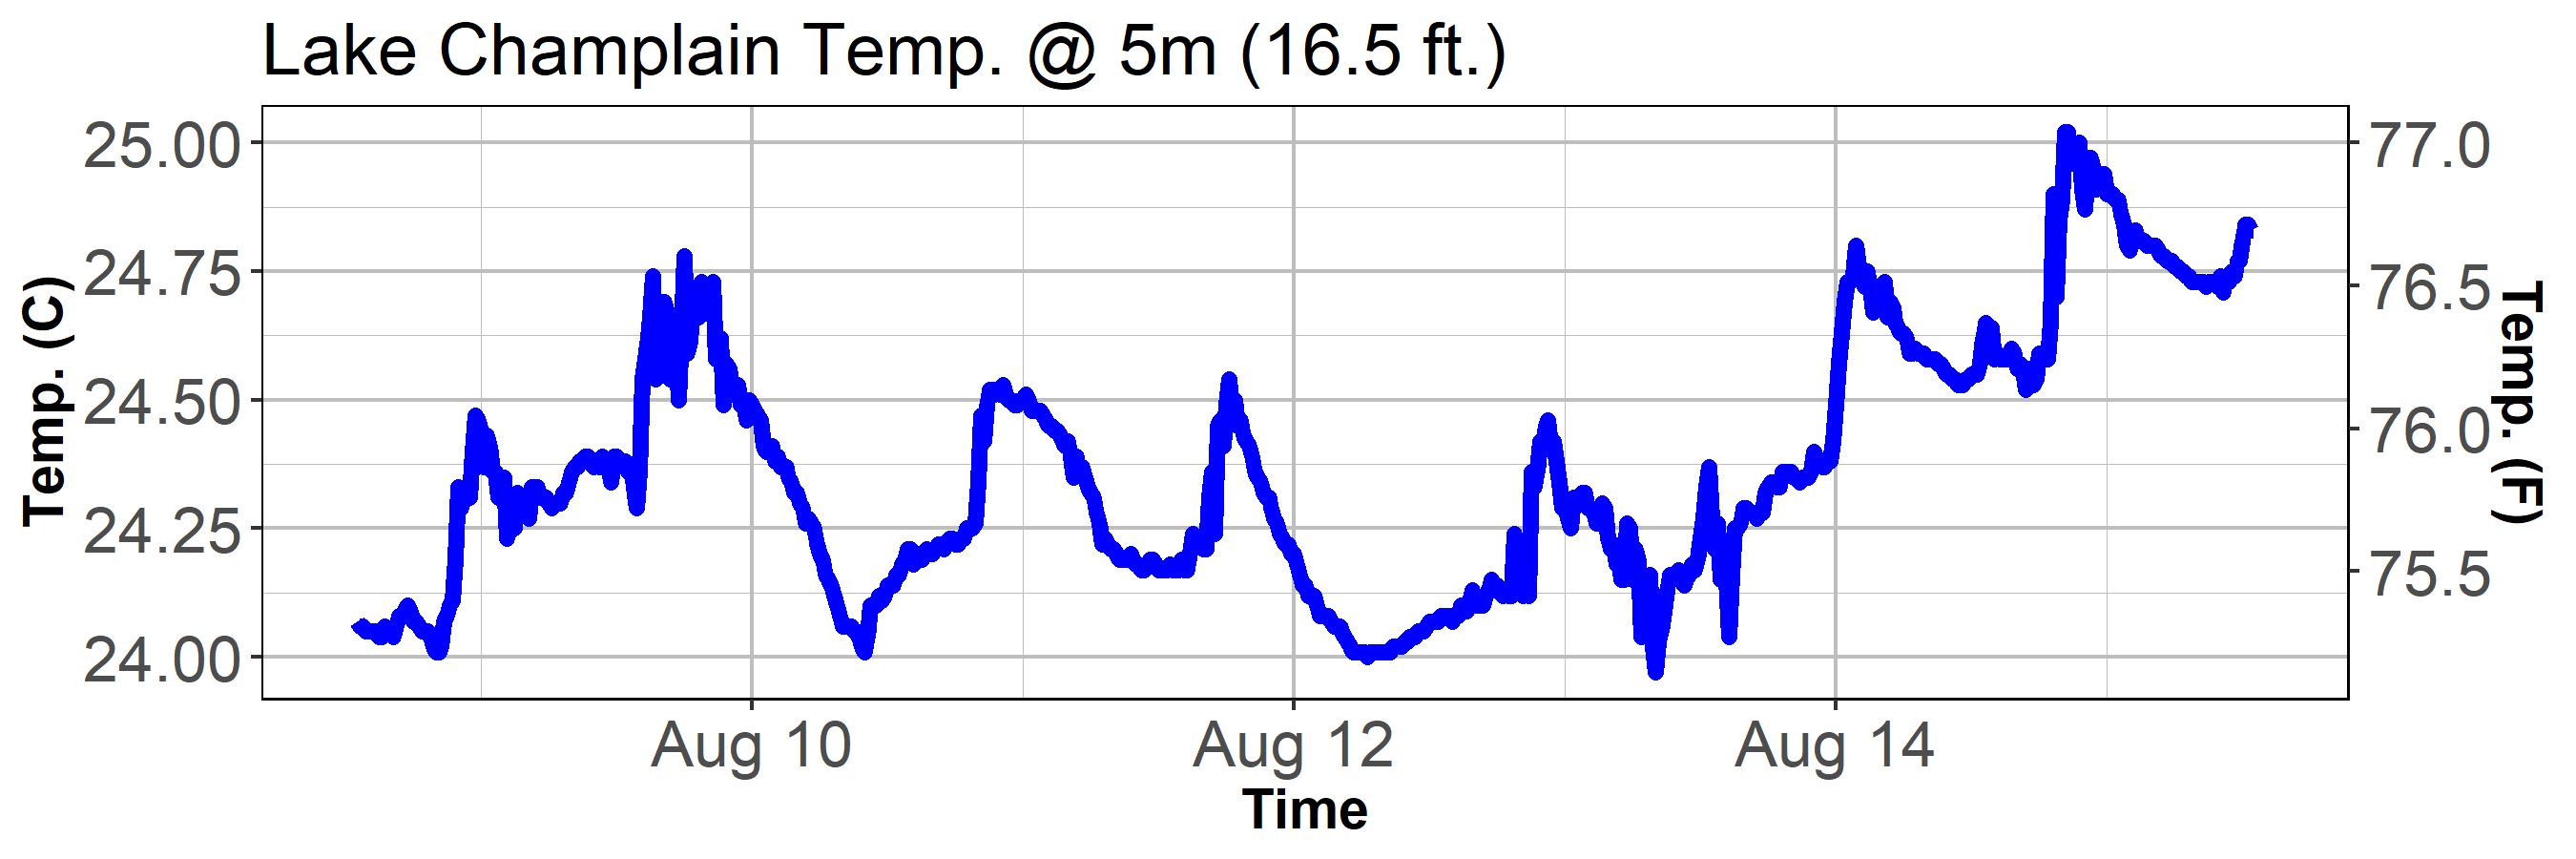 Lake Champlain Temp. @ 5m (16.5 ft.)
Temp. (C)
25.00
24.75
24.50
24.25
24.00
77.0
76.5
76.0
75.5
Temp. (F)
Aug 10 Aug 12 Aug 14
Time